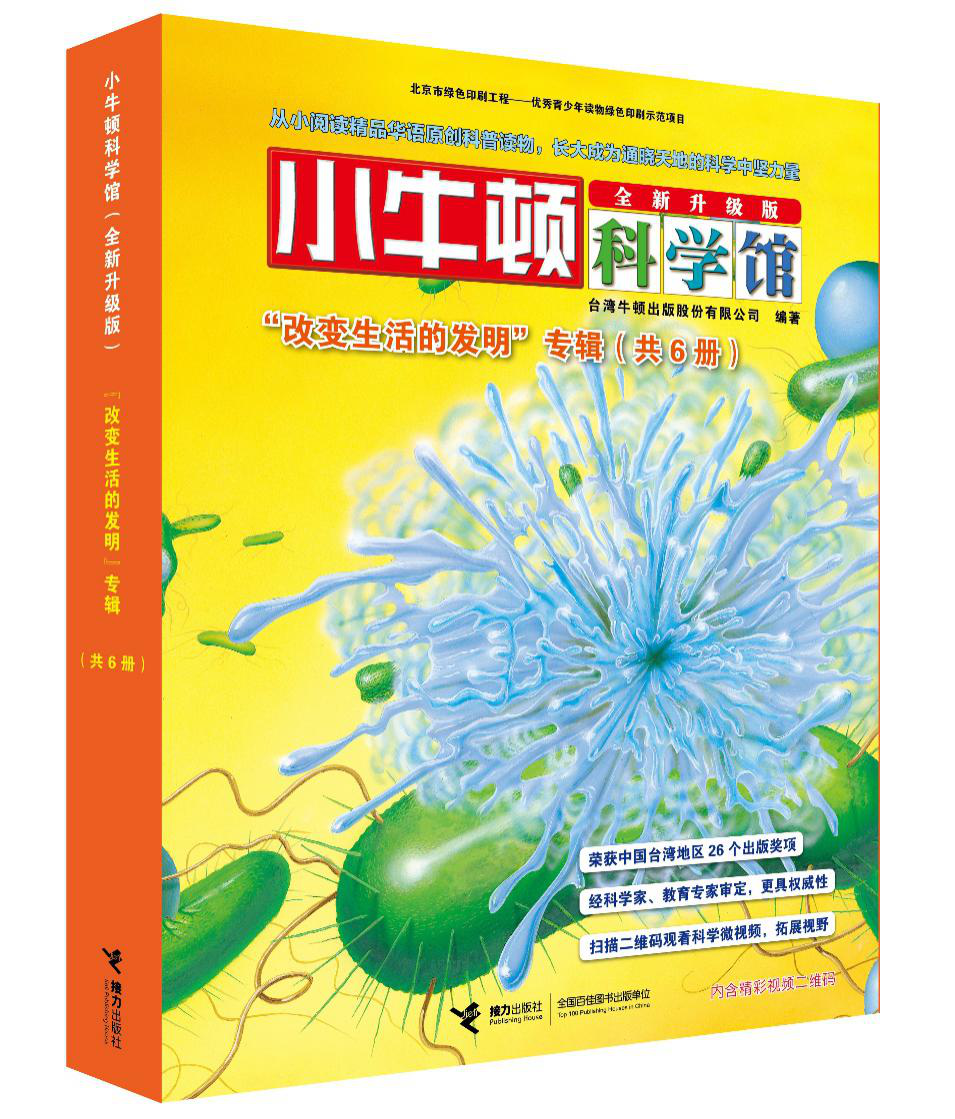 小牛顿科学馆（全新升级版）
『改变生活的发明』专辑
（共6册）
接力出版社
Jieli Publishing House
北京市绿色印刷工程——优秀青少年读物绿色印刷示范项目
从小阅读精品华语原创科普读物，长大成为通晓天地的科学中坚力量
小牛顿
全新升级版
科学馆
台湾牛顿出版股份有限公司 编著
“改变生活的发明”专辑（共6册）
荣获中国台湾地区26个出版奖项
经科学家、教育专家审定，更具权威性
扫描二维码观看科学微视频，拓展视野
内含精彩视频二维码
Jieli
接力出版社
Publishing House
全国百佳图书出版单位
Top 100 Publishing Houses in China